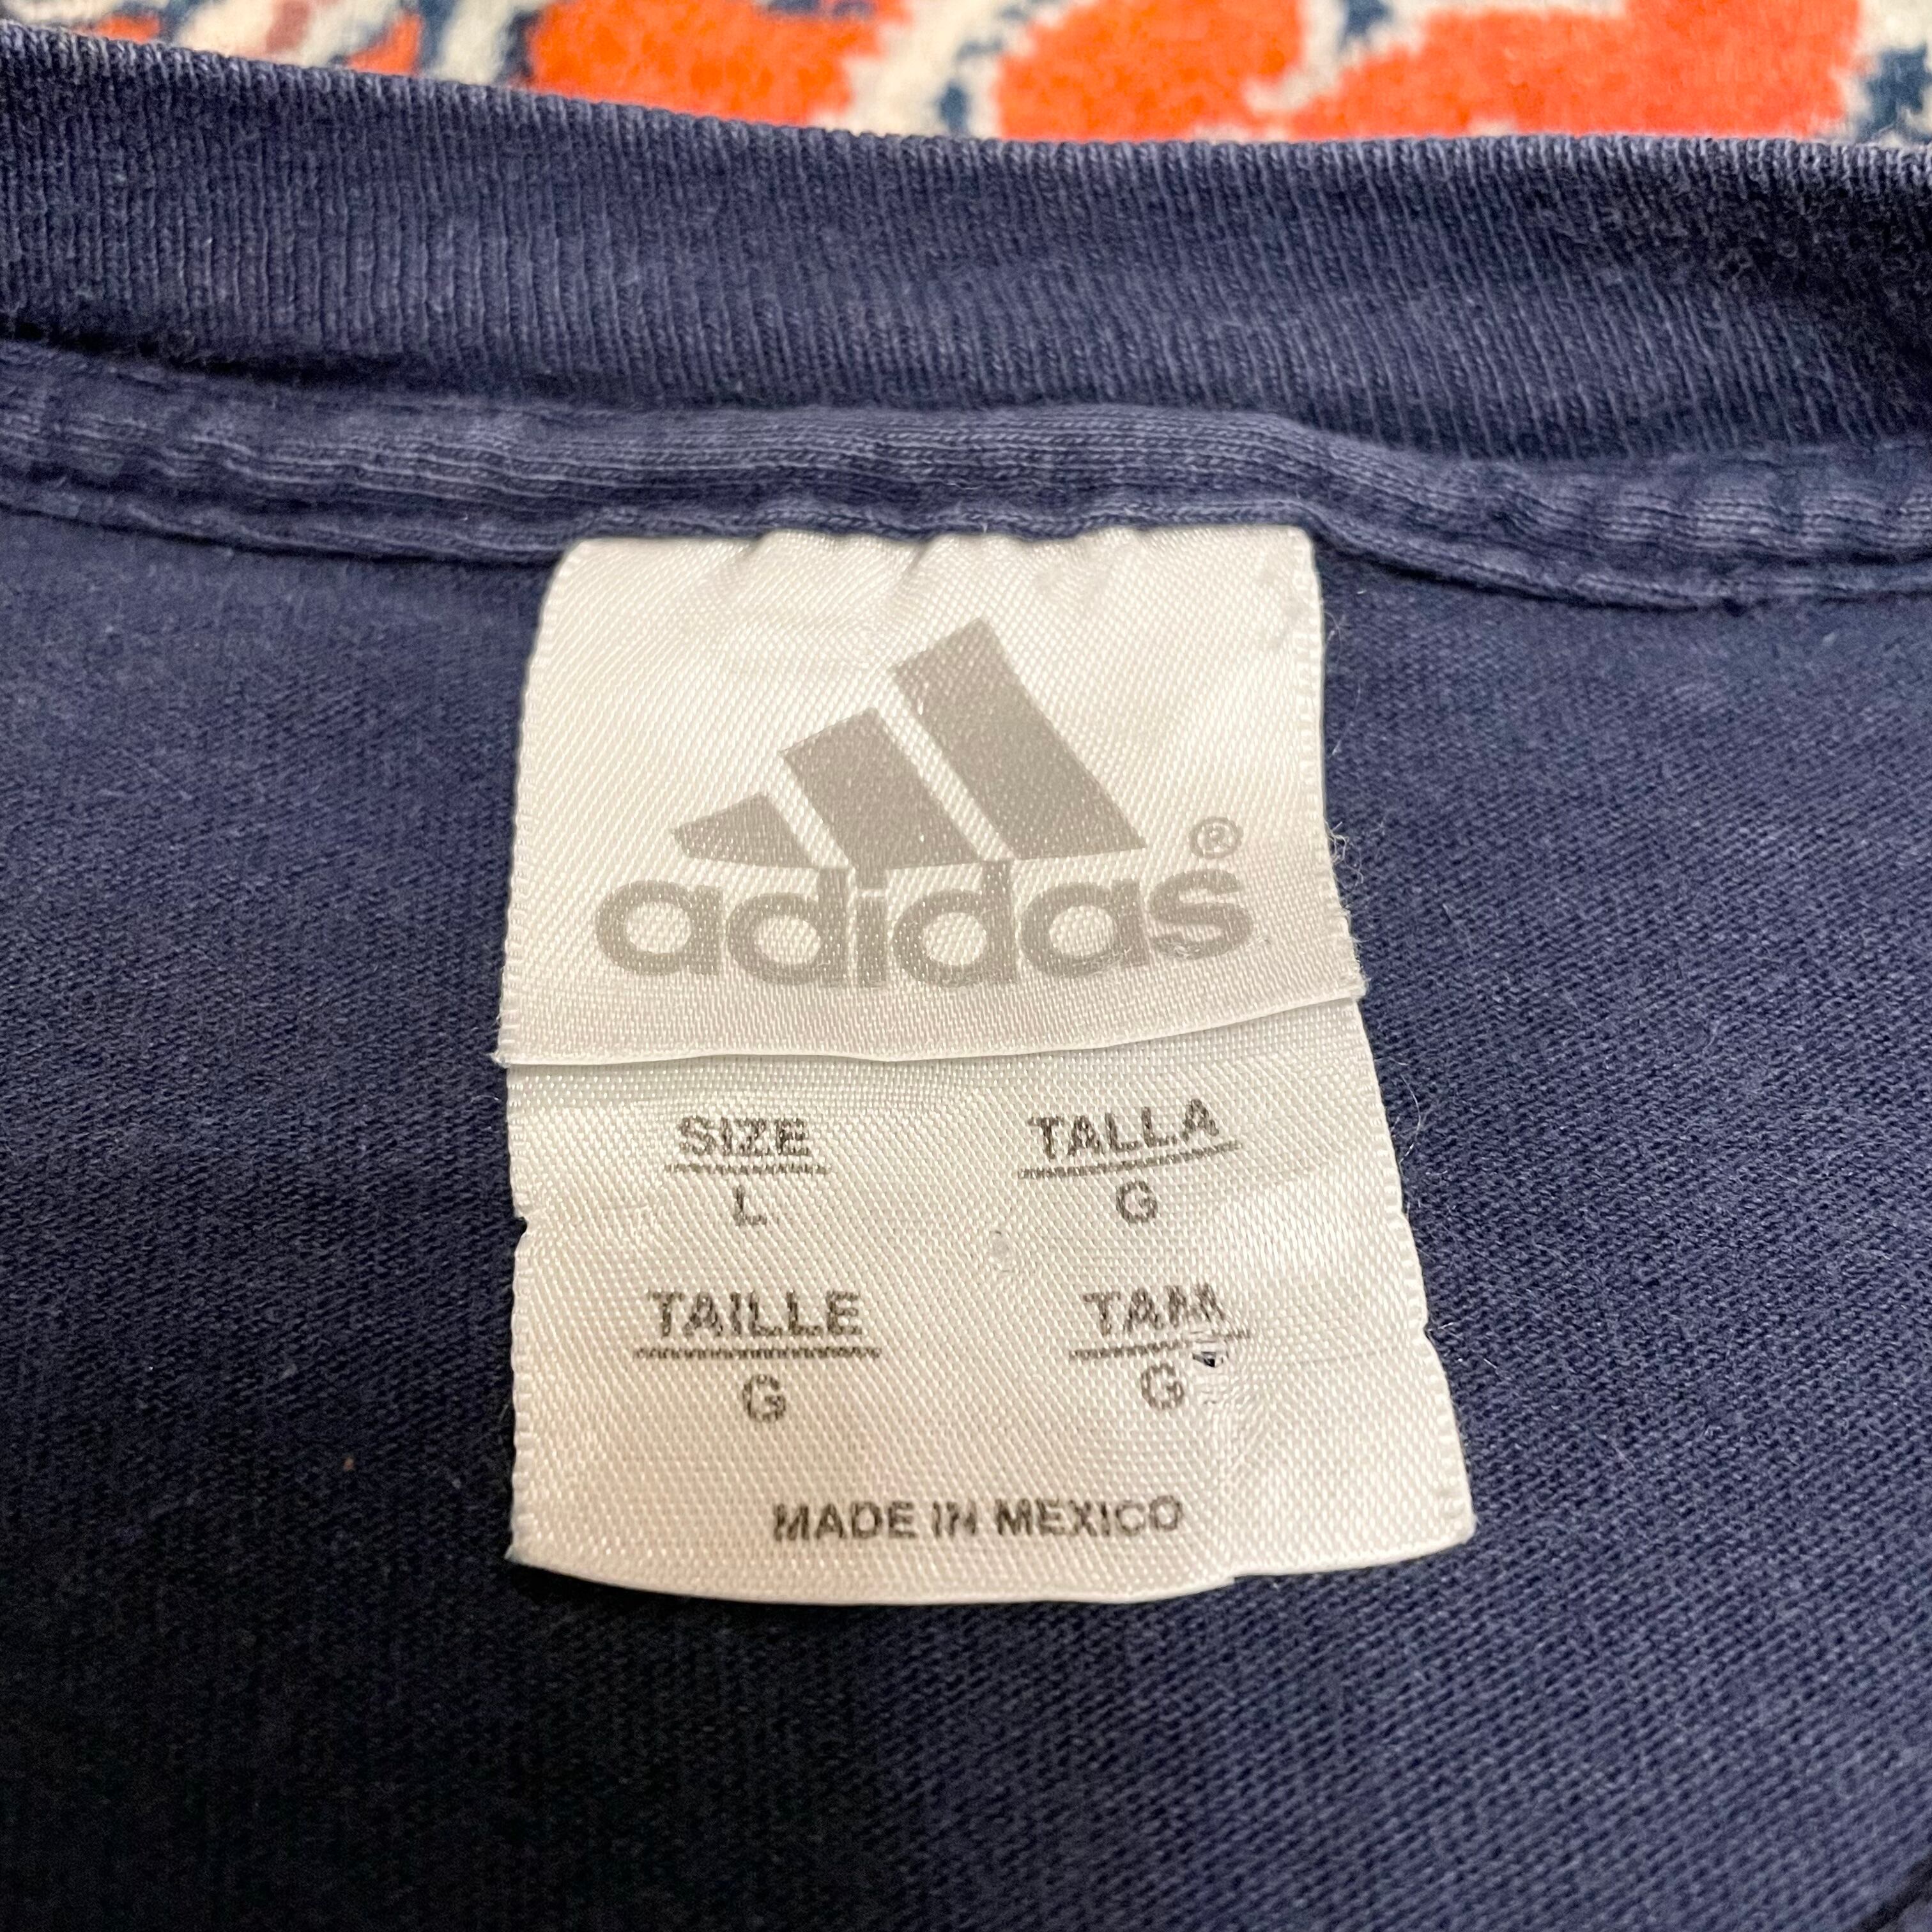 adidas®
SIZE TALLA
L G
TAILLE TAM
G G
MADE IN MEXICO